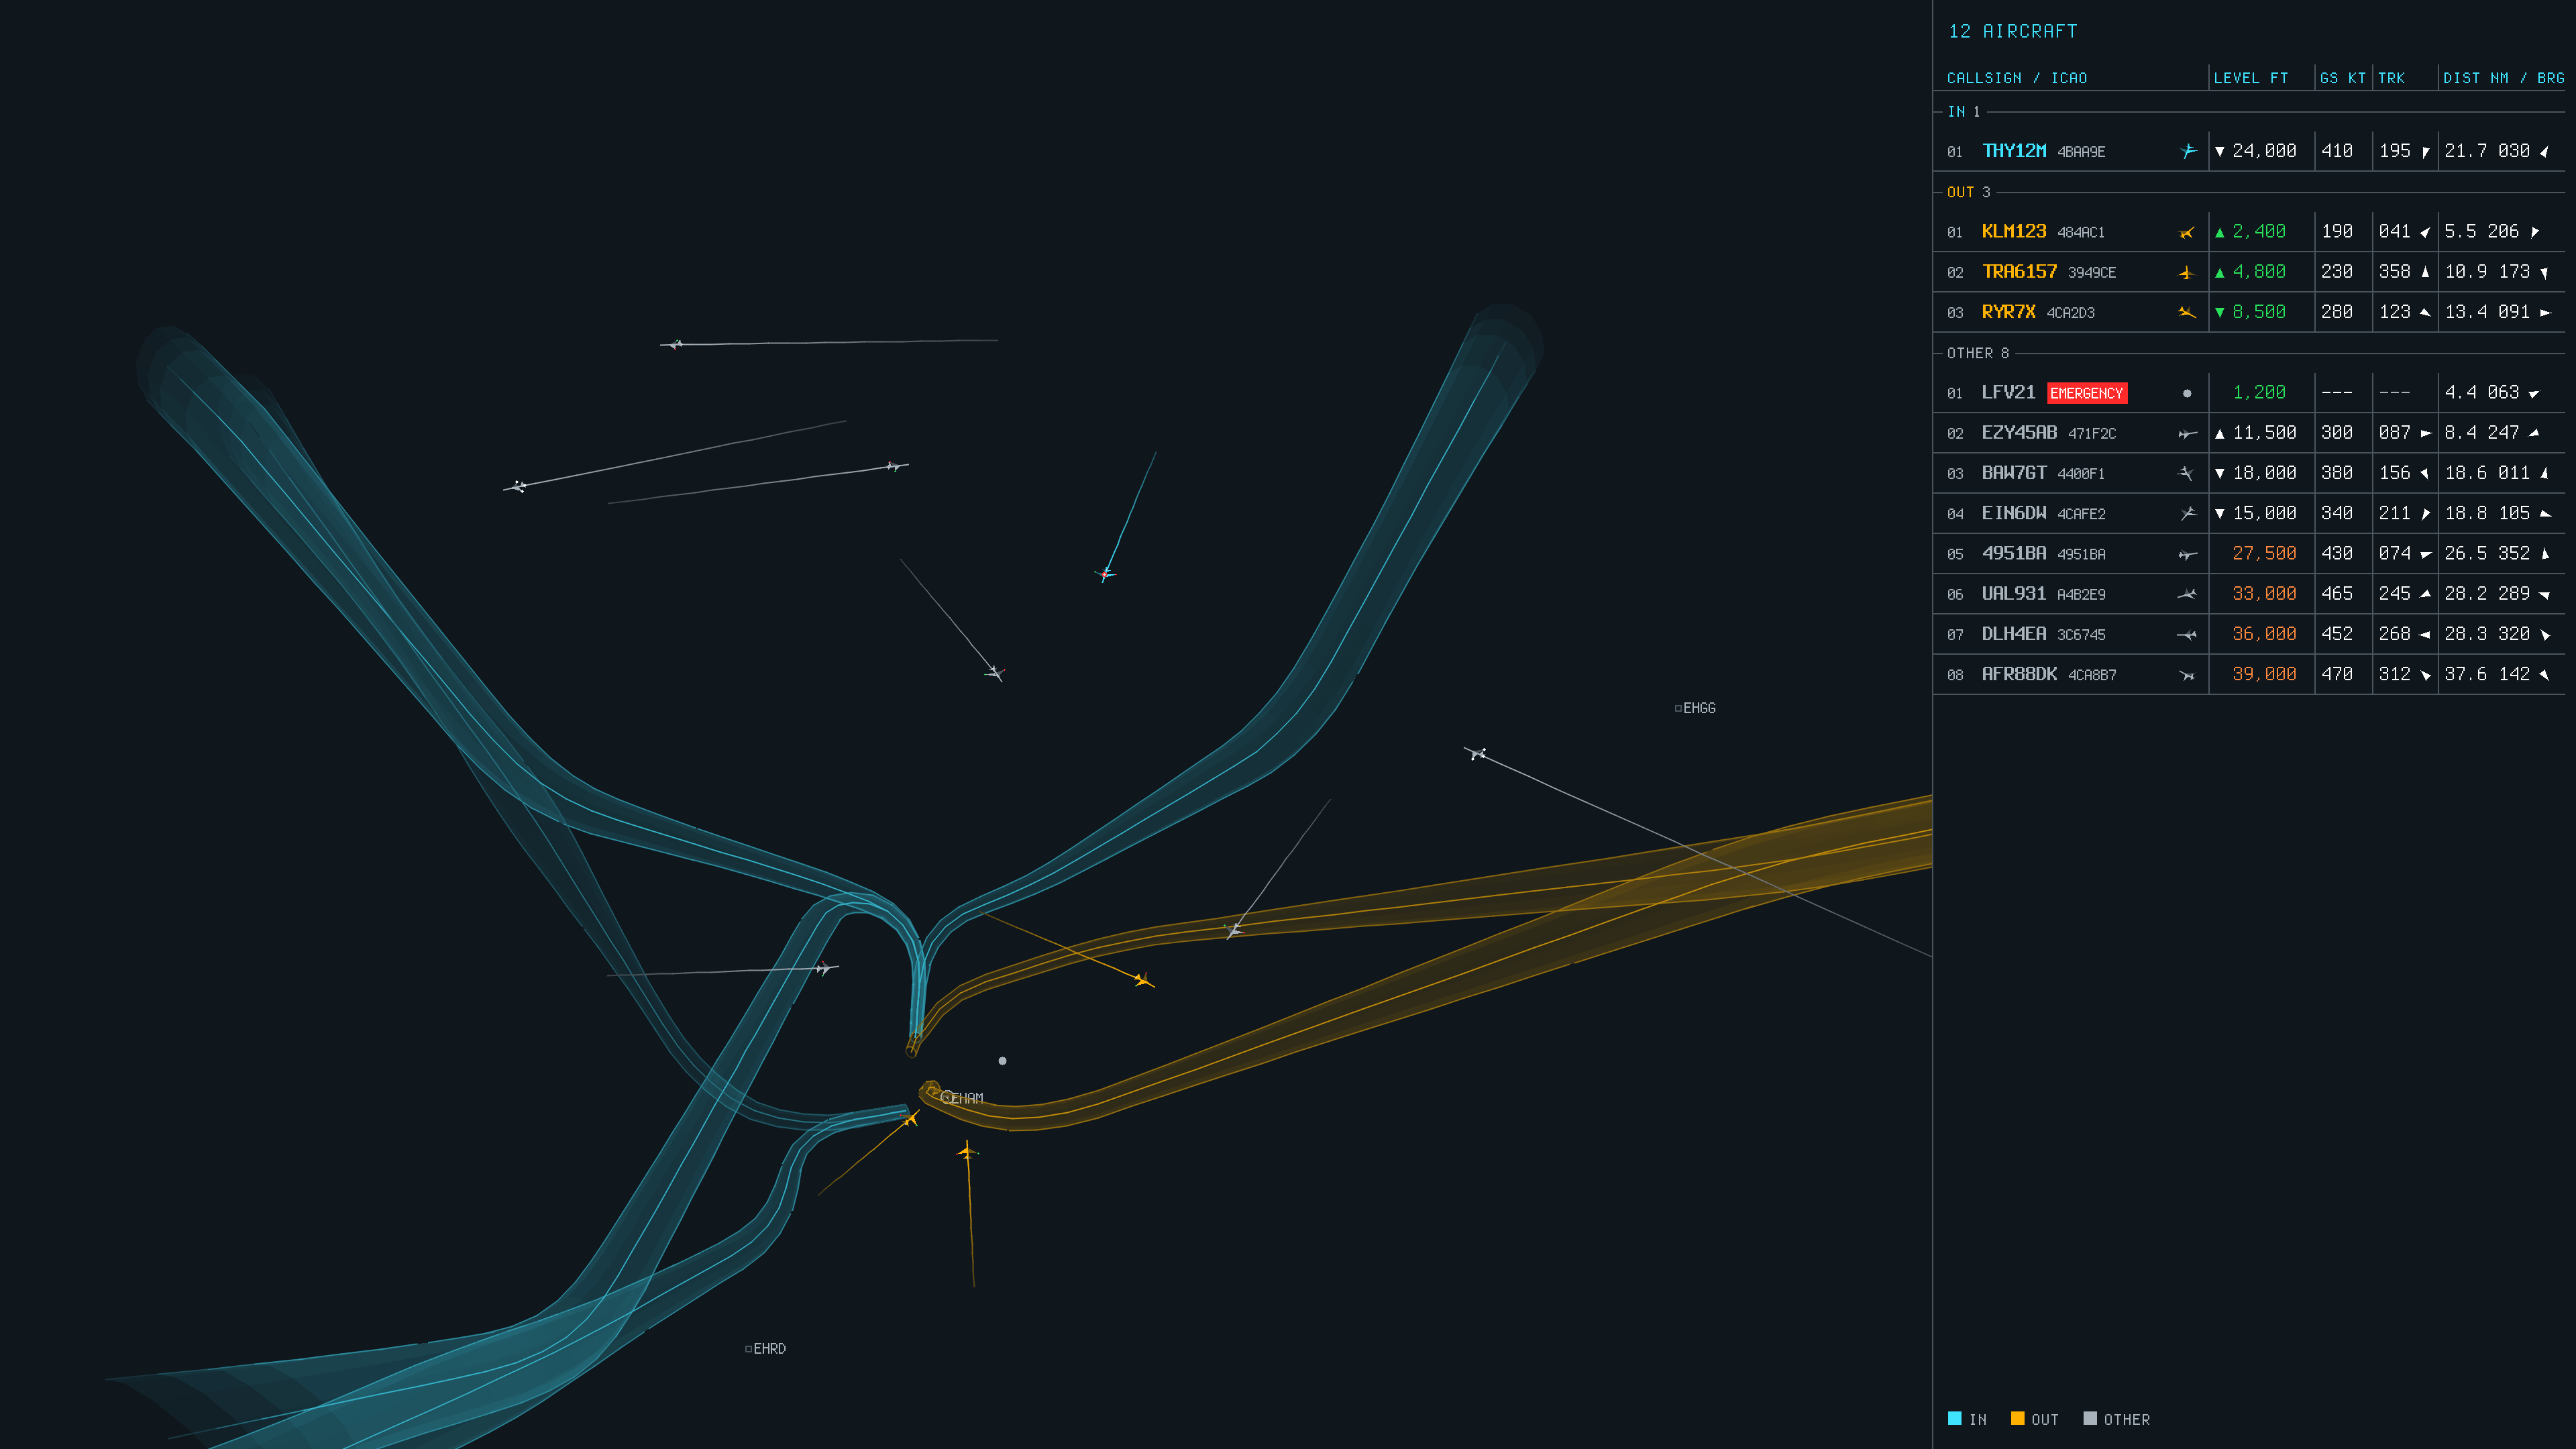 12 AIRCRAFT
CALLSIGN / ICAO LEVEL FT GS KT TRK DIST NM / BRG
IN 1
01 THY12M 4BAA9E ▼ 24,000 410 195 21.7 030
OUT 3
01 KLM123 484AC1 ▲ 2,400 190 041 5.5 206
02 TRA6157 3949CE ▲ 4,800 230 358 10.9 173
03 RYR7X 4CA2D3 ▼ 8,500 280 123 13.4 091
OTHER 8
01 LFV21 EMERGENCY 1,200 --- --- 4.4 063
02 EZY45AB 471F2C ▲ 11,500 300 087 8.4 247
03 BAW7GT 4400F1 ▼ 18,000 380 156 18.6 011
04 EIN6DW 4CAFE2 ▼ 15,000 340 211 18.8 105
05 4951BA 4951BA 27,500 430 074 26.5 352
06 UAL931 A4B2E9 33,000 465 245 28.2 289
07 DLH4EA 3C6745 36,000 452 268 28.3 320
08 AFR88DK 4CA8B7 39,000 470 312 37.6 142
EHGG
EHAM
EHRD
IN OUT OTHER